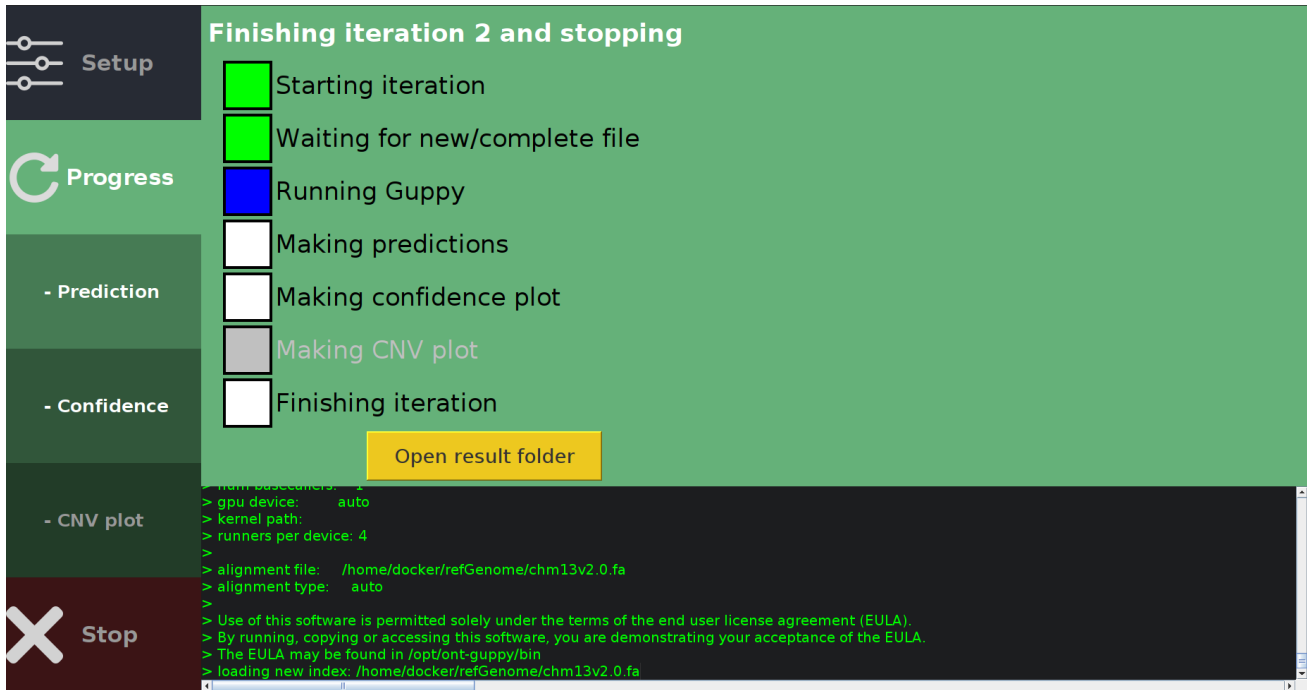 Setup
Progress
- Prediction
- Confidence
- CNV plot
Stop
Finishing iteration 2 and stopping
Starting iteration
Waiting for new/complete file
Running Guppy
Making predictions
Making confidence plot
Making CNV plot
Finishing iteration
Open result folder
> num basecallers: 1
> gpu device: auto
> kernel path:
> runners per device: 4
>
> alignment file: /home/docker/refGenome/chm13v2.0.fa
> alignment type: auto
>
> Use of this software is permitted solely under the terms of the end user license agreement (EULA).
> By running, copying or accessing this software, you are demonstrating your acceptance of the EULA.
> The EULA may be found in /opt/ont-guppy/bin
> loading new index: /home/docker/refGenome/chm13v2.0.fa